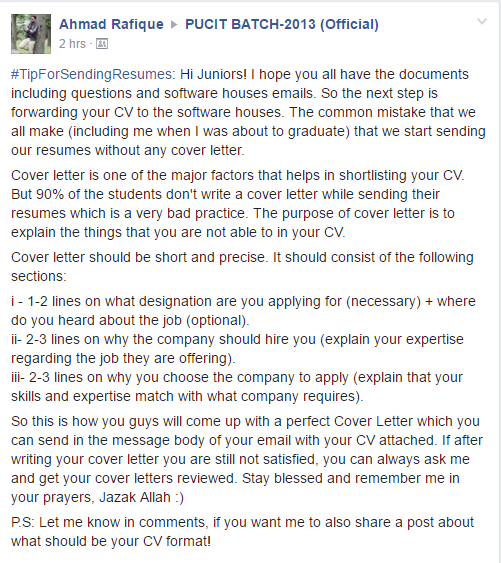 Ahmad Rafique ▸ PUCIT BATCH-2013 (Official)
2 hrs ·
#TipForSendingResumes: Hi Juniors! I hope you all have the documents
including questions and software houses emails. So the next step is
forwarding your CV to the software houses. The common mistake that we
all make (including me when I was about to graduate) that we start sending
our resumes without any cover letter.
Cover letter is one of the major factors that helps in shortlisting your CV.
But 90% of the students don't write a cover letter while sending their
resumes which is a very bad practice. The purpose of cover letter is to
explain the things that you are not able to in your CV.
Cover letter should be short and precise. It should consist of the following
sections:
i - 1-2 lines on what designation are you applying for (necessary) + where
do you heard about the job (optional).
ii- 2-3 lines on why the company should hire you (explain your expertise
regarding the job they are offering).
iii- 2-3 lines on why you choose the company to apply (explain that your
skills and expertise match with what company requires).
So this is how you guys will come up with a perfect Cover Letter which you
can send in the message body of your email with your CV attached. If after
writing your cover letter you are still not satisfied, you can always ask me
and get your cover letters reviewed. Stay blessed and remember me in
your prayers, Jazak Allah :)
P.S: Let me know in comments, if you want me to also share a post about
what should be your CV format!